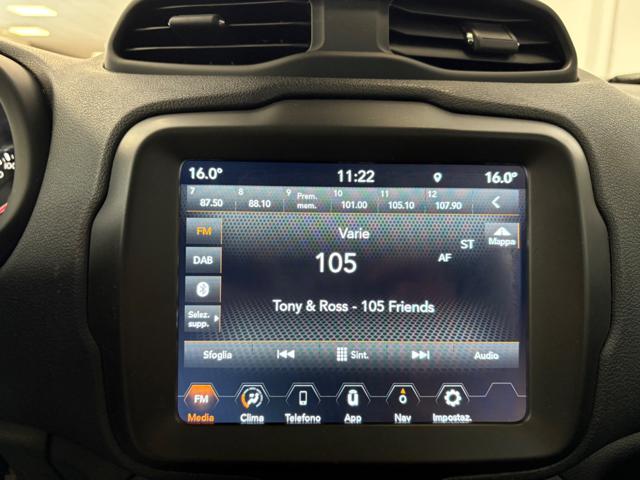 16.0°
11:22
16.0°
7
87.50
8
88.10
9
Prem. mem.
10
101.00
11
105.10
12
107.90
FM
Varie
Mappa
ST
DAB
105
AF
Selez. supp.
Tony & Ross - 105 Friends
Sfoglia
Sint.
Audio
FM
Media
Clima
Telefono
App
Nav
Impostaz.